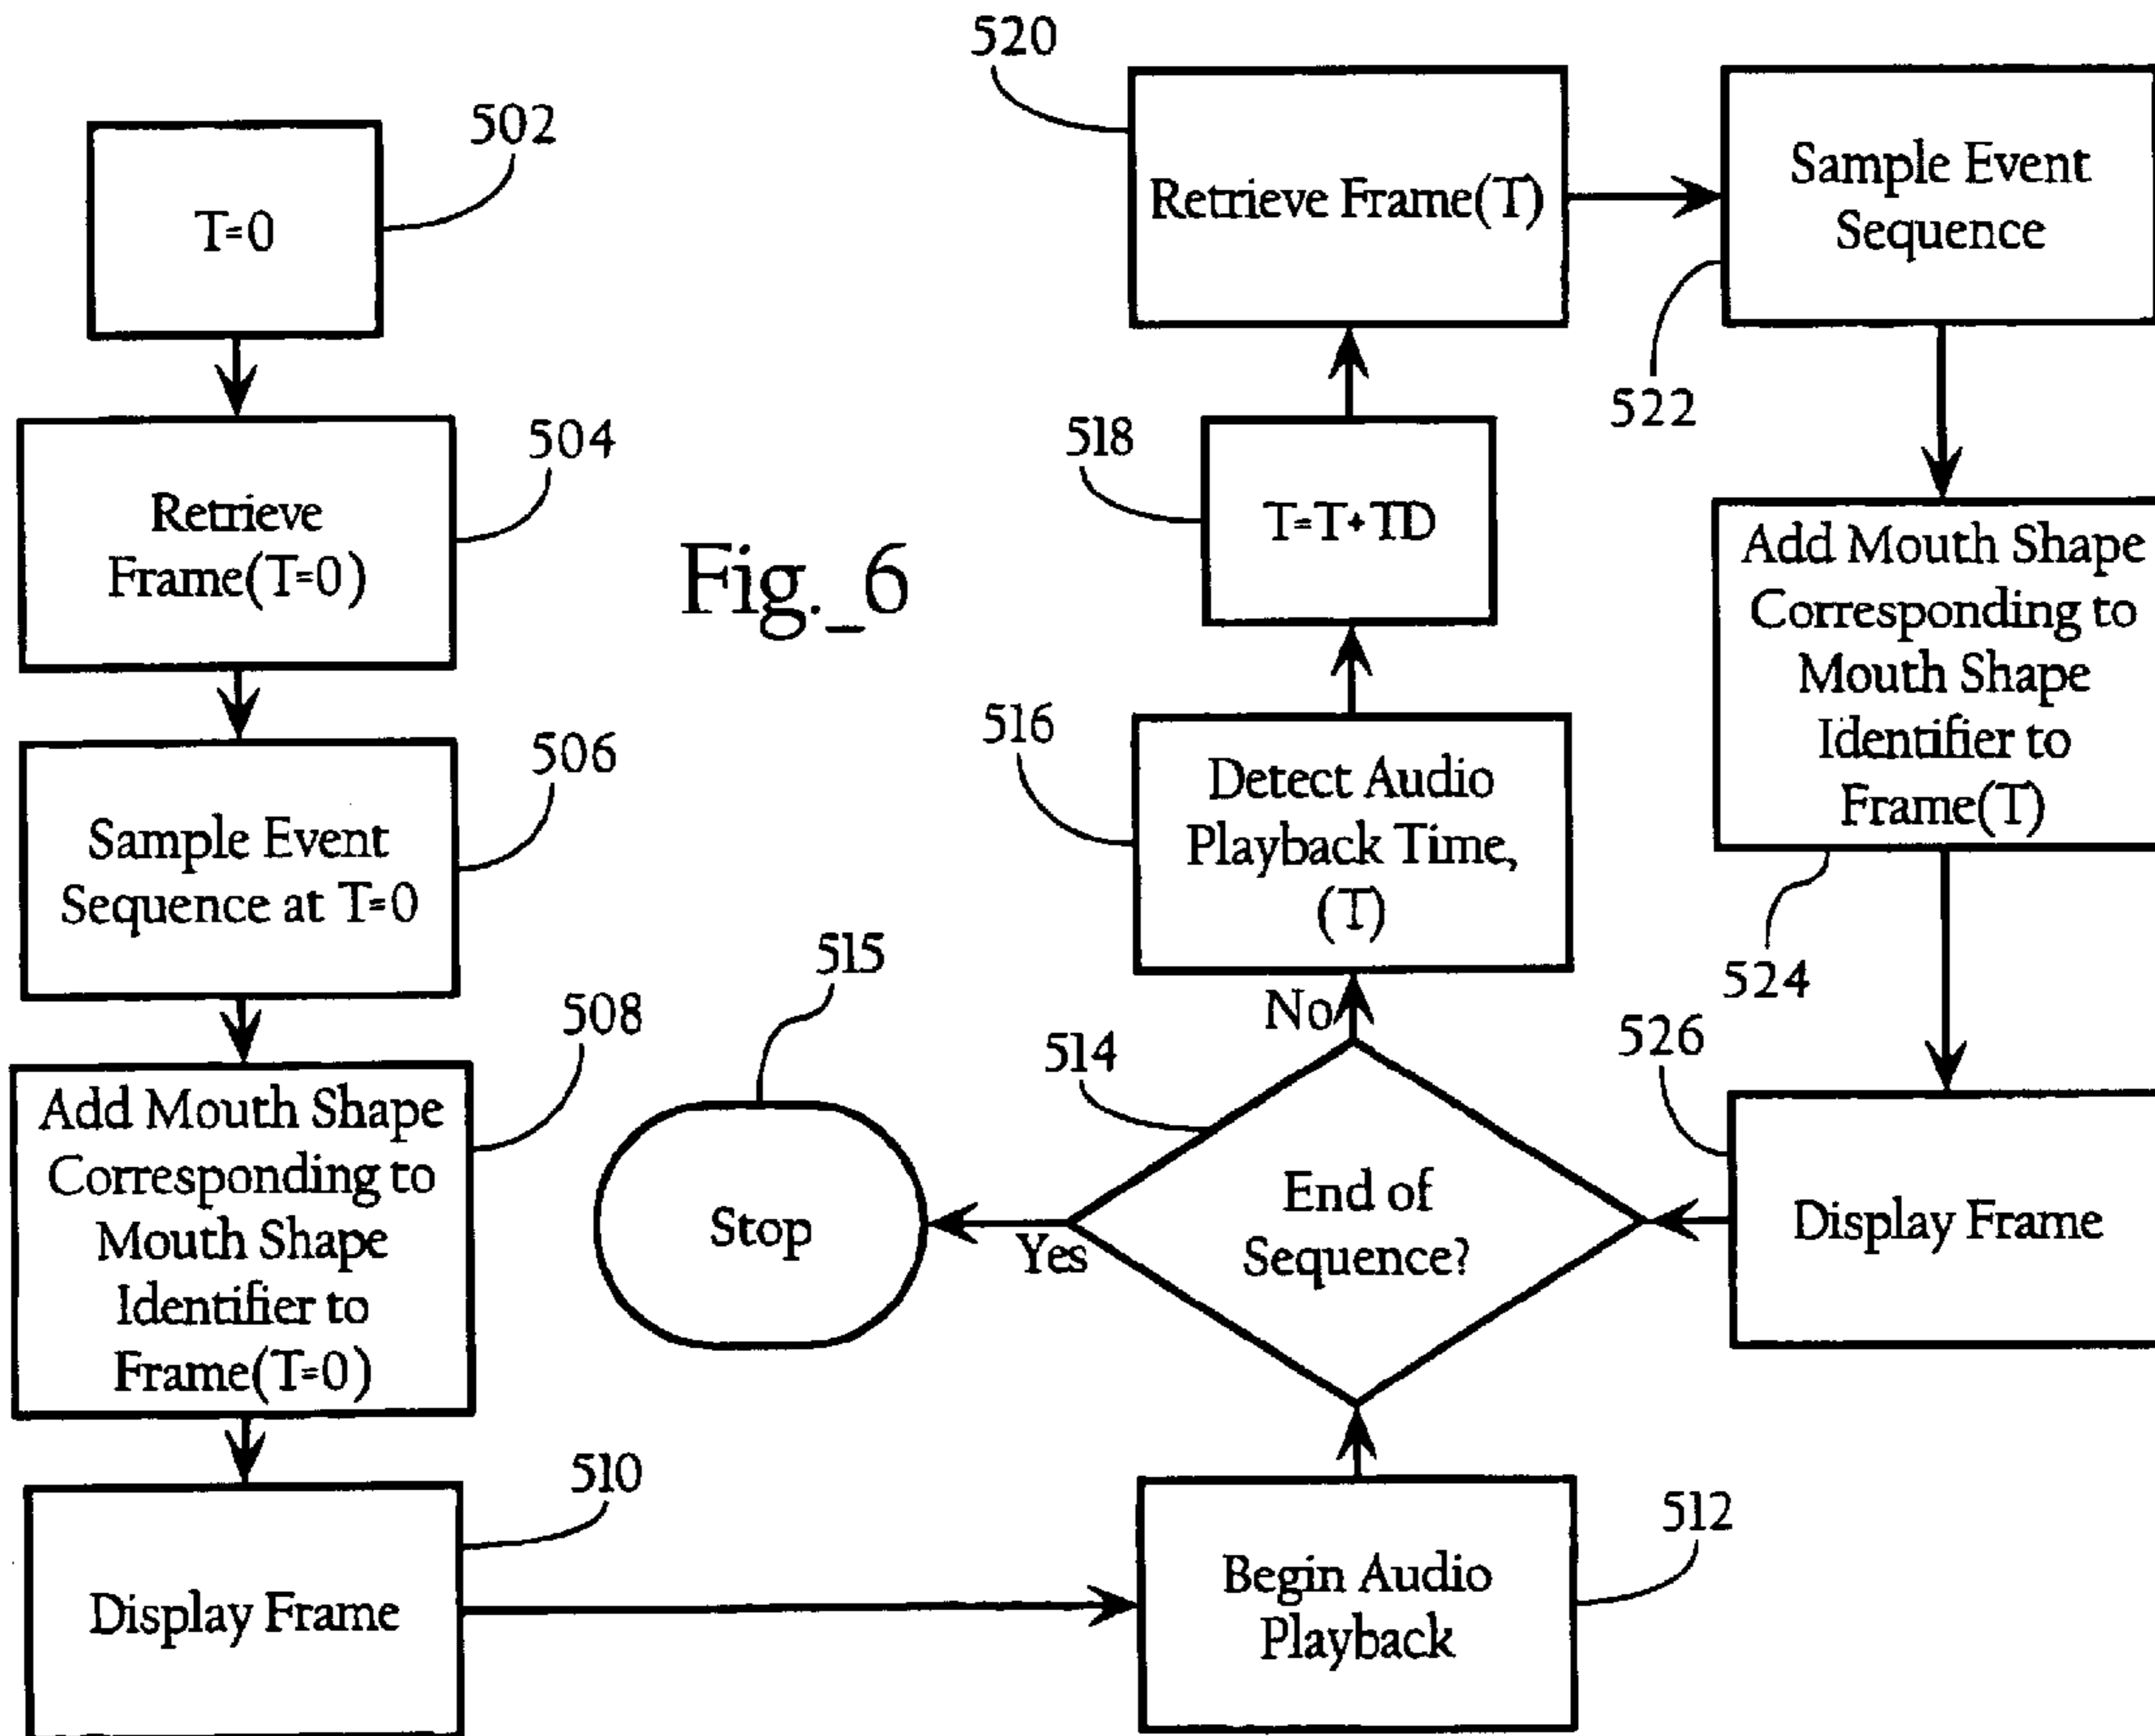 502
T=0
504
Retrieve
Frame(T=0)
506
Sample Event
Sequence at T=0
508
Add Mouth Shape
Corresponding to
Mouth Shape
Identifier to
Frame(T=0)
510
Display Frame
Fig._6
512
Begin Audio
Playback
514
End of
Sequence?
Yes
515
Stop
No
516
Detect Audio
Playback Time,
(T)
518
T=T+TD
520
Retrieve Frame(T)
522
Sample Event
Sequence
524
Add Mouth Shape
Corresponding to
Mouth Shape
Identifier to
Frame(T)
526
Display Frame